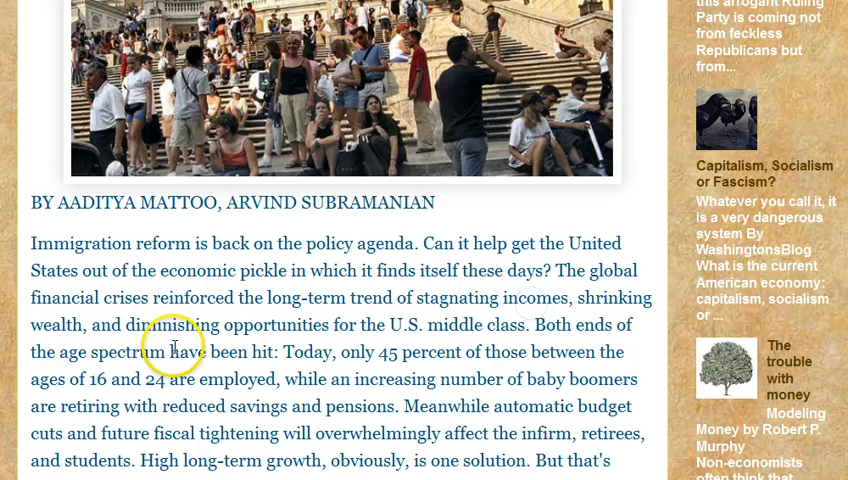 BY AADITYA MATTOO, ARVIND SUBRAMANIAN
Immigration reform is back on the policy agenda. Can it help get the United
States out of the economic pickle in which it finds itself these days? The global
financial crises reinforced the long-term trend of stagnating incomes, shrinking
wealth, and diminishing opportunities for the U.S. middle class. Both ends of
the age spectrum have been hit: Today, only 45 percent of those between the
ages of 16 and 24 are employed, while an increasing number of baby boomers
are retiring with reduced savings and pensions. Meanwhile automatic budget
cuts and future fiscal tightening will overwhelmingly affect the infirm, retirees,
and students. High long-term growth, obviously, is one solution. But that's
this arrogant Ruling
Party is coming not
from feckless
Republicans but
from...
Capitalism, Socialism
or Fascism?
Whatever you call it, it
is a very dangerous
system By
WashingtonsBlog
What is the current
American economy:
capitalism, socialism
or ...
The
trouble
with
money
Modeling
Money by Robert P.
Murphy
Non-economists
often think that